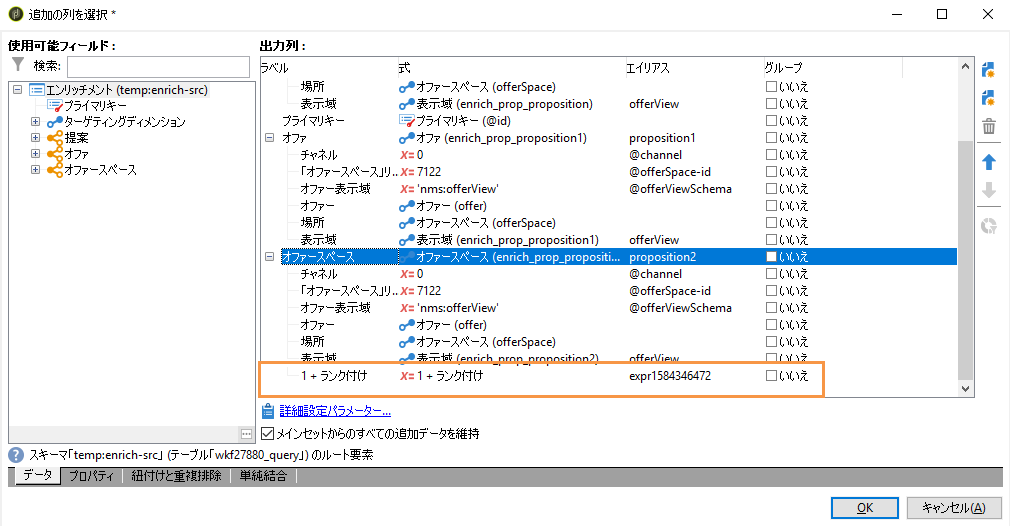 追加の列を選択 *
使用可能フィールド:
検索:
エンリッチメント (temp:enrich-src)
プライマリキー
ターゲティングディメンション
提案
オファ
オファースペース
出力列:
ラベル 式 エイリアス グループ
場所 オファースペース (offerSpace) いいえ
表示域 表示域 (enrich_prop_proposition) offerView いいえ
プライマリキー プライマリキー (@id) いいえ
オファ オファ (enrich_prop_proposition1) proposition1 いいえ
チャネル X= 0 @channel いいえ
「オファースペース」リ... X= 7122 @offerSpace-id いいえ
オファー表示域 X= 'nms:offerView' @offerViewSchema いいえ
オファー オファー (offer) いいえ
場所 オファースペース (offerSpace) いいえ
表示域 表示域 (enrich_prop_proposition1) offerView いいえ
オファースペース オファースペース (enrich_prop_propositi... proposition2 いいえ
チャネル X= 0 @channel いいえ
「オファースペース」リ... X= 7122 @offerSpace-id いいえ
オファー表示域 X= 'nms:offerView' @offerViewSchema いいえ
オファー オファー (offer) いいえ
場所 オファースペース (offerSpace) いいえ
表示域 表示域 (enrich_prop_proposition2) offerView いいえ
1 + ランク付け X= 1 + ランク付け expr1584346472 いいえ
詳細設定パラメーター...
メインセットからのすべての追加データを維持
スキーマ「temp:enrich-src」 (テーブル「wkf27880_query」) のルート要素
データ プロパティ 紐付けと重複排除 単純結合
OK キャンセル(A)